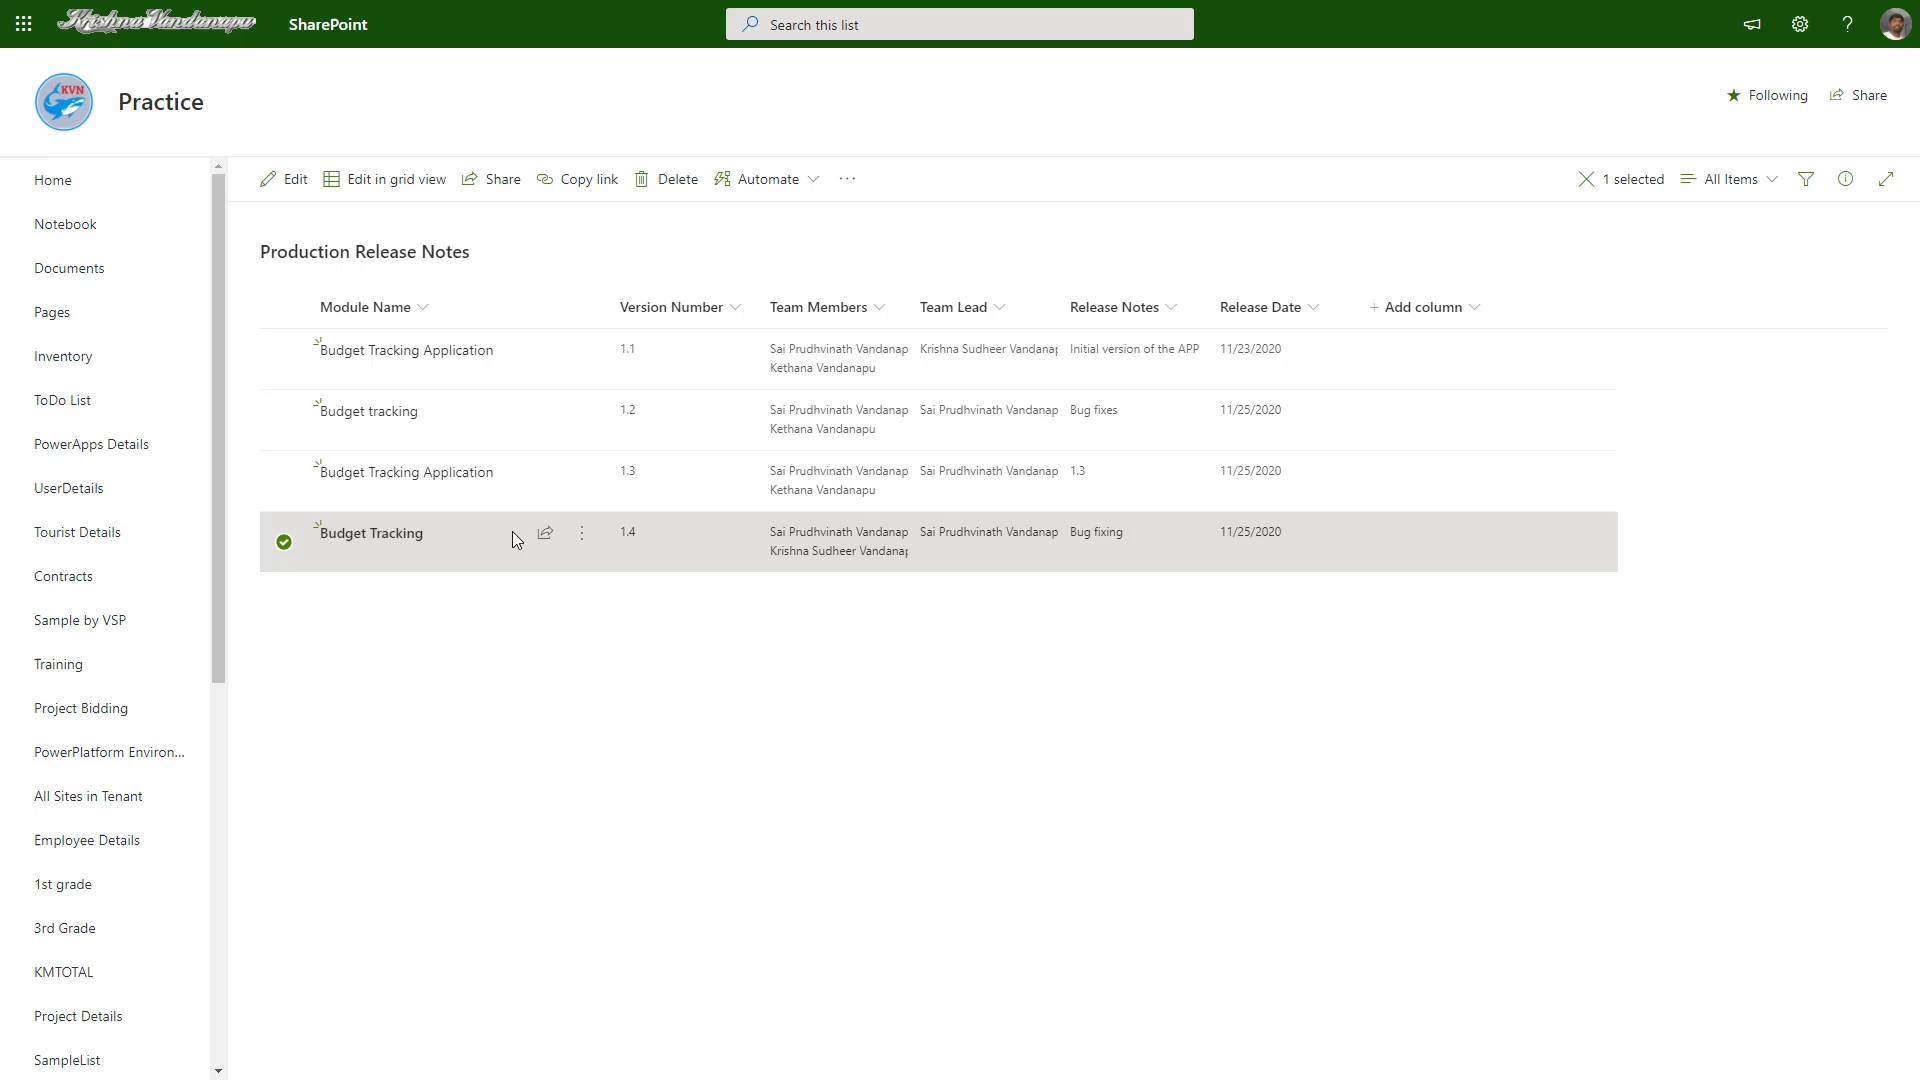 Krishna Vandanapu SharePoint Search this list ?
KVN
Practice
Following Share
Edit Edit in grid view Share Copy link Delete Automate ··· 1 selected All Items
Home
Notebook
Documents
Pages
Inventory
ToDo List
PowerApps Details
UserDetails
Tourist Details
Contracts
Sample by VSP
Training
Project Bidding
PowerPlatform Environ...
All Sites in Tenant
Employee Details
1st grade
3rd Grade
KMTOTAL
Project Details
SampleList
Production Release Notes
Module Name Version Number Team Members Team Lead Release Notes Release Date + Add column
Budget Tracking Application 1.1 Sai Prudhvinath Vandanap Krishna Sudheer Vandanap Initial version of the APP 11/23/2020
Kethana Vandanapu
Budget tracking 1.2 Sai Prudhvinath Vandanap Sai Prudhvinath Vandanap Bug fixes 11/25/2020
Kethana Vandanapu
Budget Tracking Application 1.3 Sai Prudhvinath Vandanap Sai Prudhvinath Vandanap 1.3 11/25/2020
Kethana Vandanapu
Budget Tracking 1.4 Sai Prudhvinath Vandanap Sai Prudhvinath Vandanap Bug fixing 11/25/2020
Krishna Sudheer Vandanap